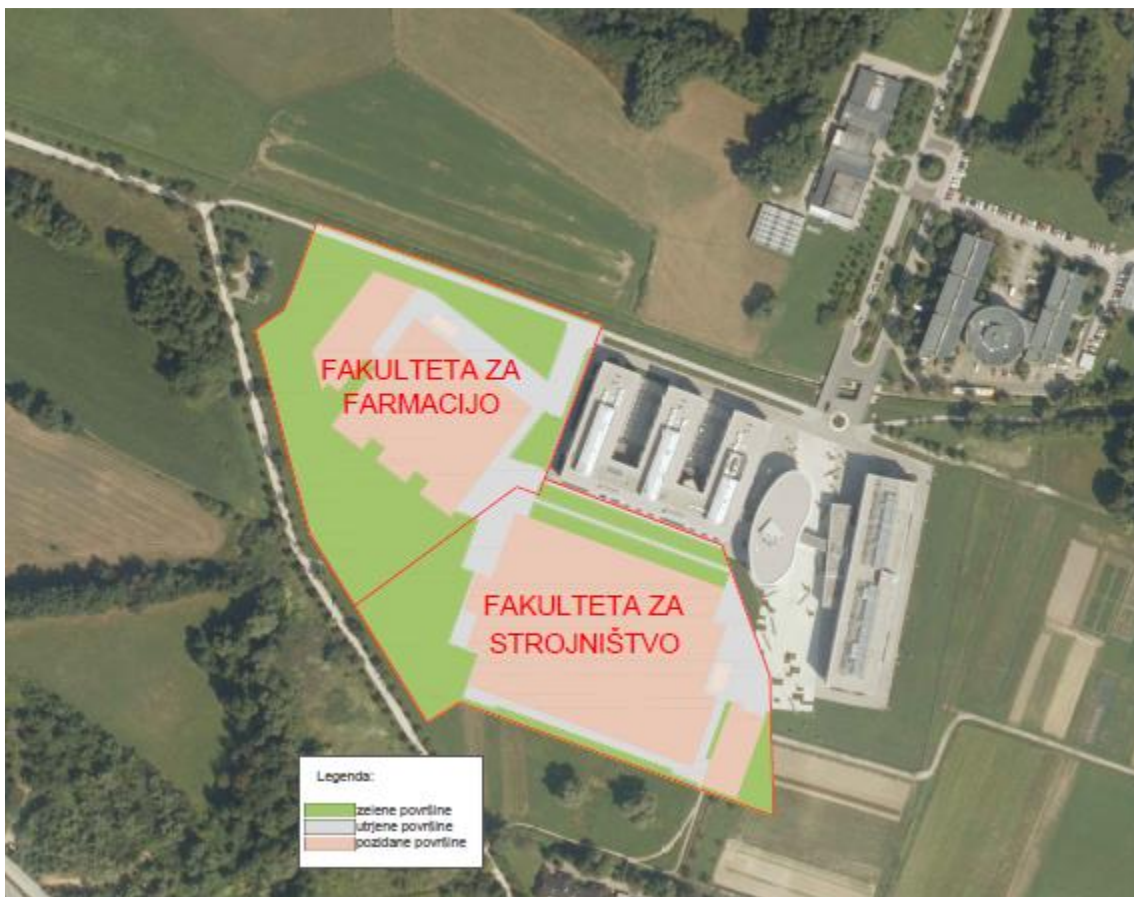 FAKULTETA ZA
FARMACIJO
FAKULTETA ZA
STROJNIŠTVO
Legenda:
zelene površine
utrjene površine
pozidane površine